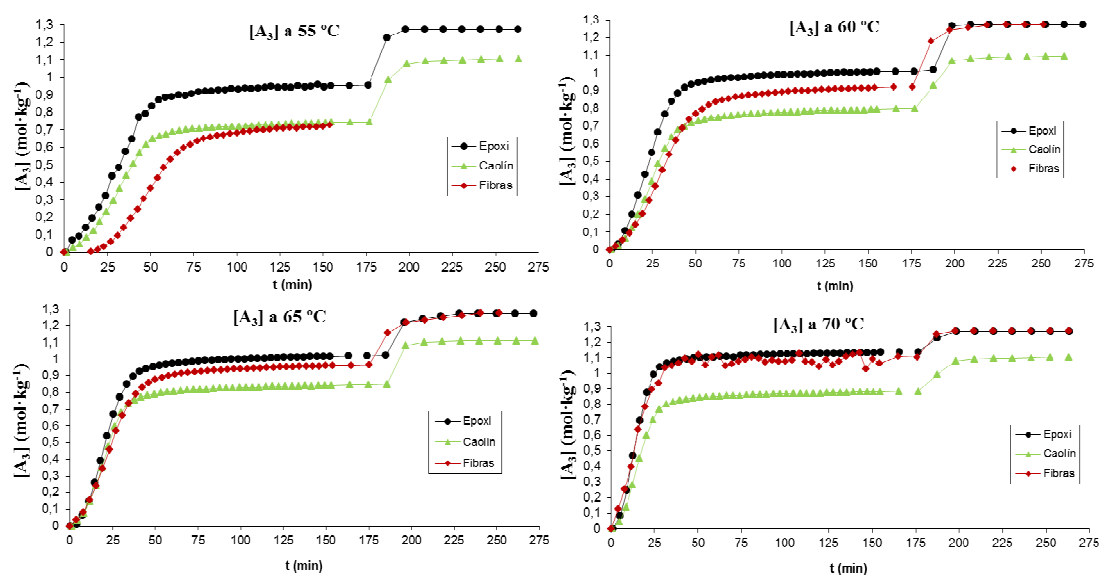 [A3] a 55 ºC
[A3] (mol·kg-1)
1,3
1,2
1,1
1
0,9
0,8
0,7
0,6
0,5
0,4
0,3
0,2
0,1
0
0 25 50 75 100 125 150 175 200 225 250 275
t (min)
Epoxi
Caolín
Fibras
[A3] a 60 ºC
[A3] (mol·kg-1)
1,3
1,2
1,1
1
0,9
0,8
0,7
0,6
0,5
0,4
0,3
0,2
0,1
0
0 25 50 75 100 125 150 175 200 225 250 275
t (min)
Epoxi
Caolín
Fibras
[A3] a 65 ºC
[A3] (mol·kg-1)
1,3
1,2
1,1
1
0,9
0,8
0,7
0,6
0,5
0,4
0,3
0,2
0,1
0
0 25 50 75 100 125 150 175 200 225 250 275
t (min)
Epoxi
Caolín
Fibras
[A3] a 70 ºC
[A3] (mol·kg-1)
1,3
1,2
1,1
1
0,9
0,8
0,7
0,6
0,5
0,4
0,3
0,2
0,1
0
0 25 50 75 100 125 150 175 200 225 250 275
t (min)
Epoxi
Caolín
Fibras